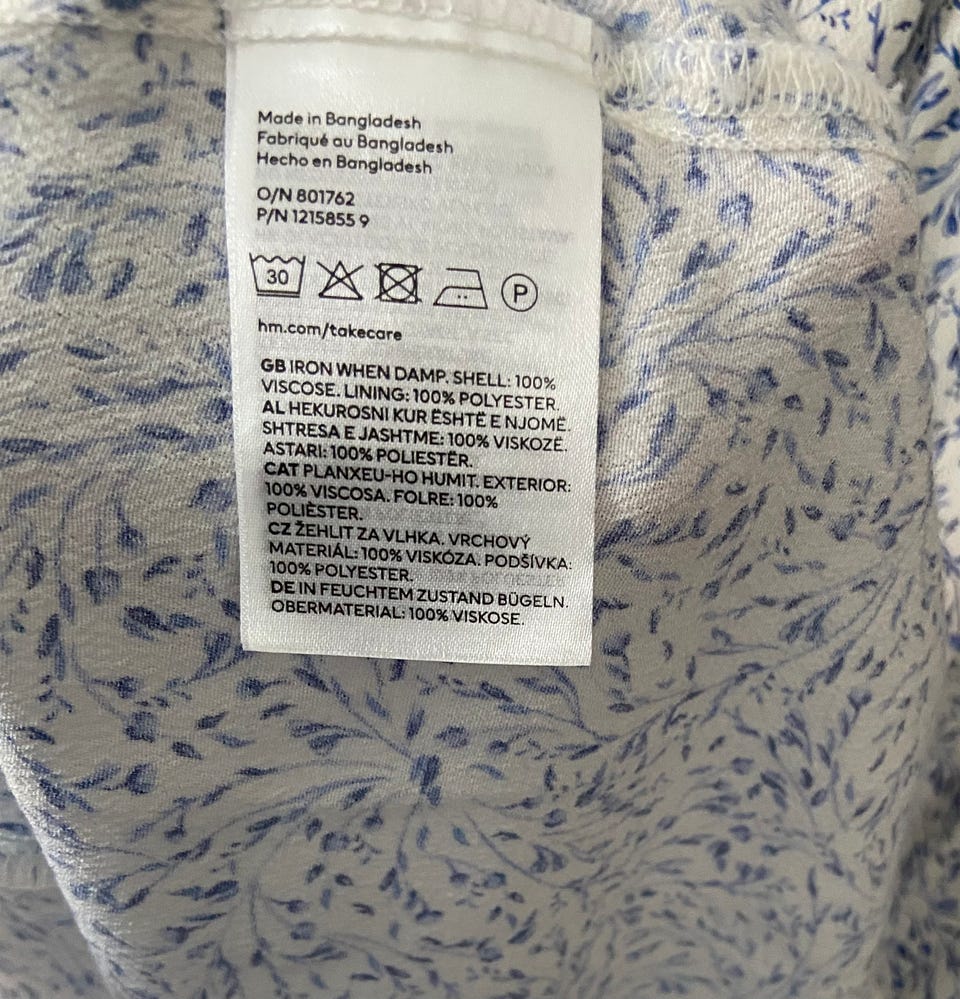 Made in Bangladesh
Fabriqué au Bangladesh
Hecho en Bangladesh
O/N 801762
P/N 1215855 9
30
P
hm.com/takecare
GB IRON WHEN DAMP. SHELL: 100%
VISCOSE. LINING: 100% POLYESTER.
AL HEKUROSNI KUR ËSHTË E NJOMË.
SHTRESA E JASHTME: 100% VISKOZË.
ASTARI: 100% POLIESTËR.
CAT PLANXEU-HO HUMIT. EXTERIOR:
100% VISCOSA. FOLRE: 100%
POLIÈSTER.
CZ ŽEHLIT ZA VLHKA. VRCHOVÝ
MATERIÁL: 100% VISKÓZA. PODŠÍVKA:
100% POLYESTER.
DE IN FEUCHTEM ZUSTAND BÜGELN.
OBERMATERIAL: 100% VISKOSE.